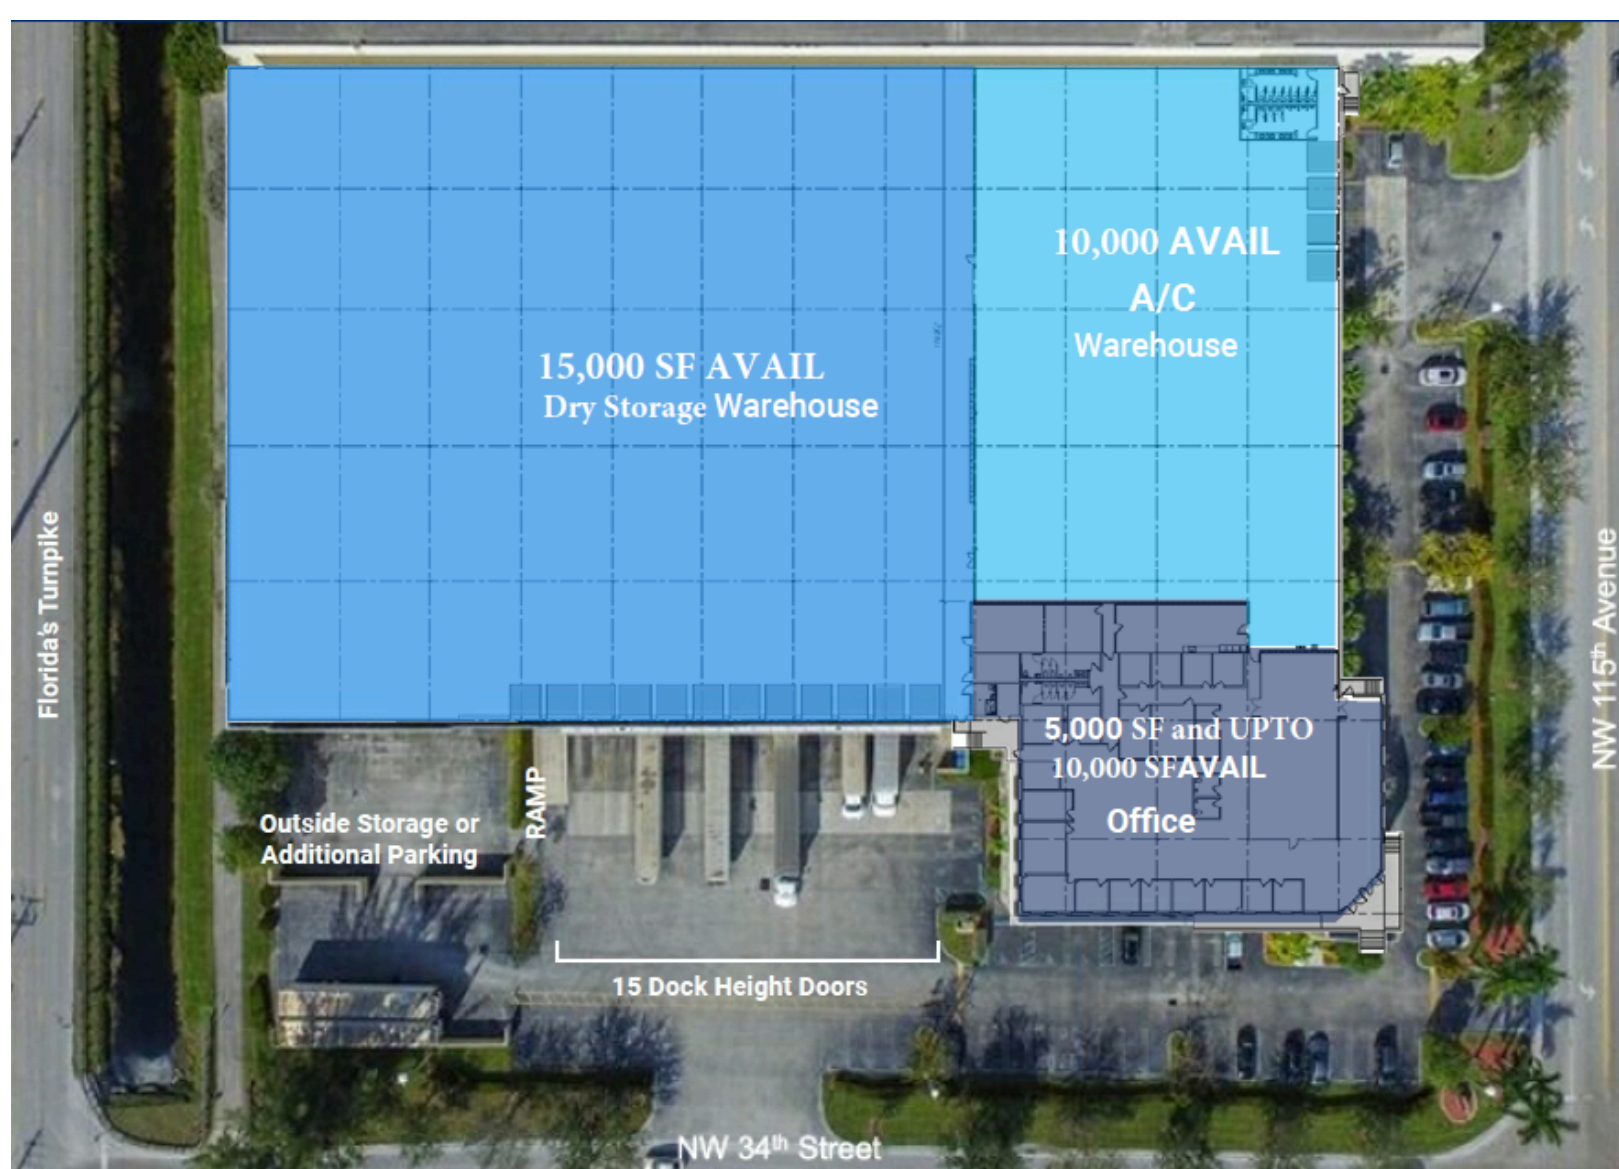 10,000 AVAIL
A/C
Warehouse
15,000 SF AVAIL
Dry Storage Warehouse
Florida's Turnpike
NW 115th Avenue
5,000 SF and UPTO
10,000 SFAVAIL
Office
RAMP
Outside Storage or
Additional Parking
15 Dock Height Doors
NW 34th Street